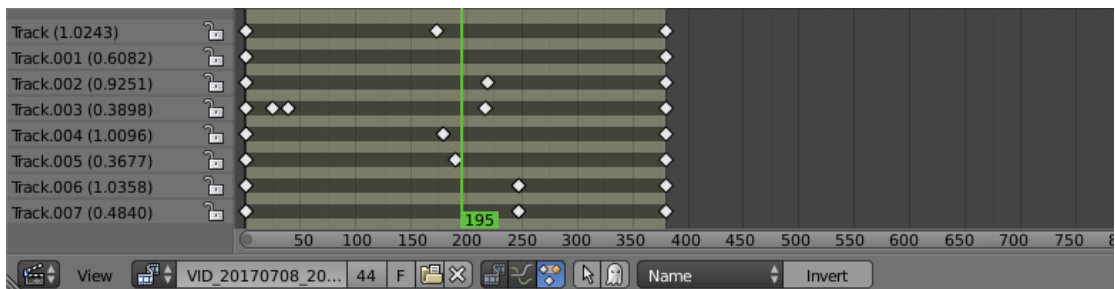 Track (1.0243)
Track.001 (0.6082)
Track.002 (0.9251)
Track.003 (0.3898)
Track.004 (1.0096)
Track.005 (0.3677)
Track.006 (1.0358)
Track.007 (0.4840)
195
50 100 150 200 250 300 350 400 450 500 550 600 650 700 750
View VID_20170708_20... 44 F Name Invert